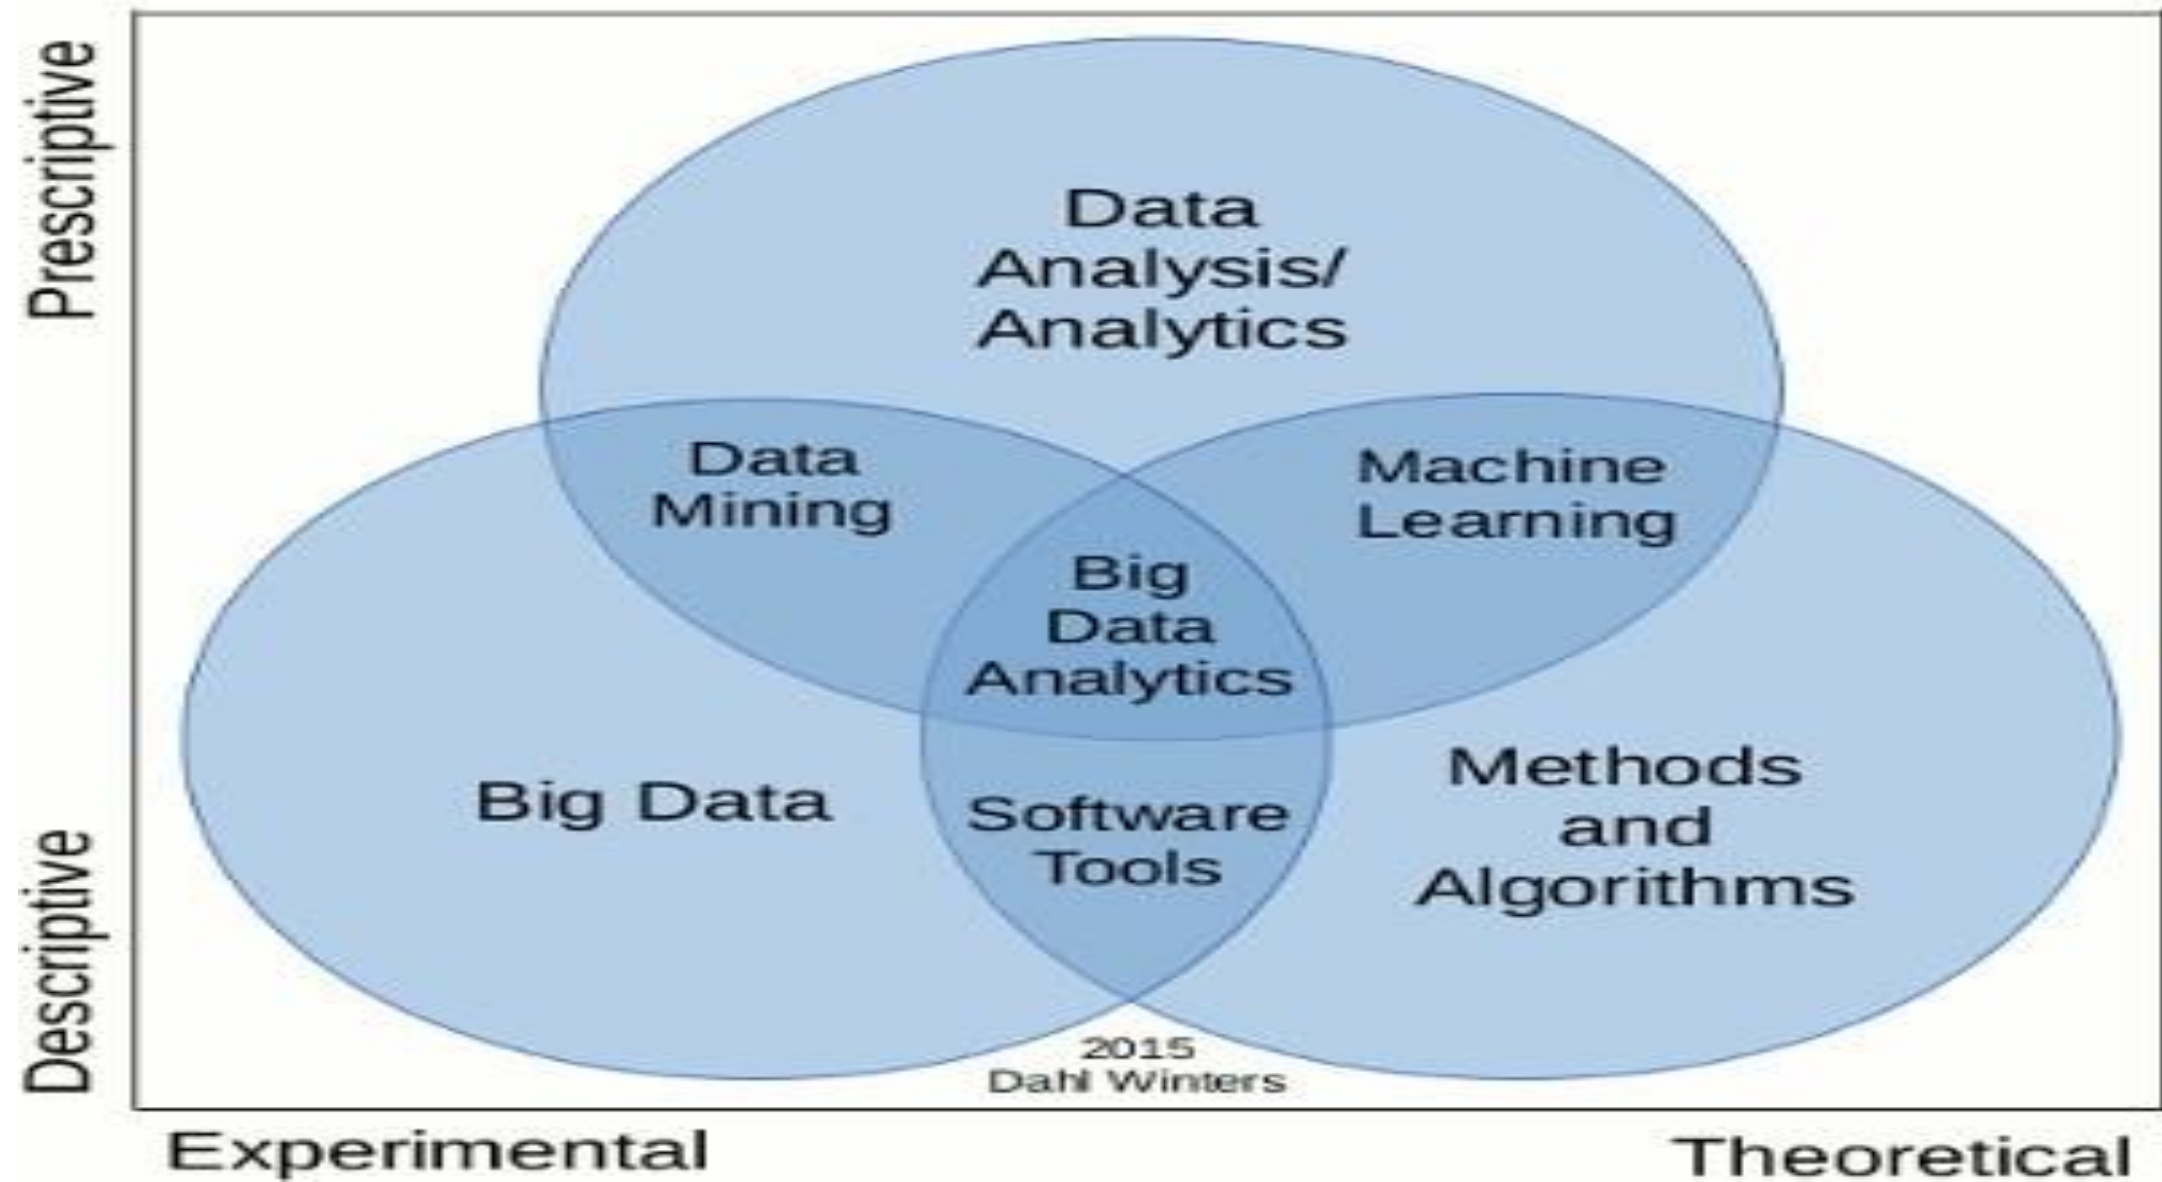 Prescriptive
Data
Analysis/
Analytics
Data
Mining
Machine
Learning
Big
Data
Analytics
Big Data
Software
Tools
Methods
and
Algorithms
Descriptive
2015
Dahl Winters
Experimental
Theoretical